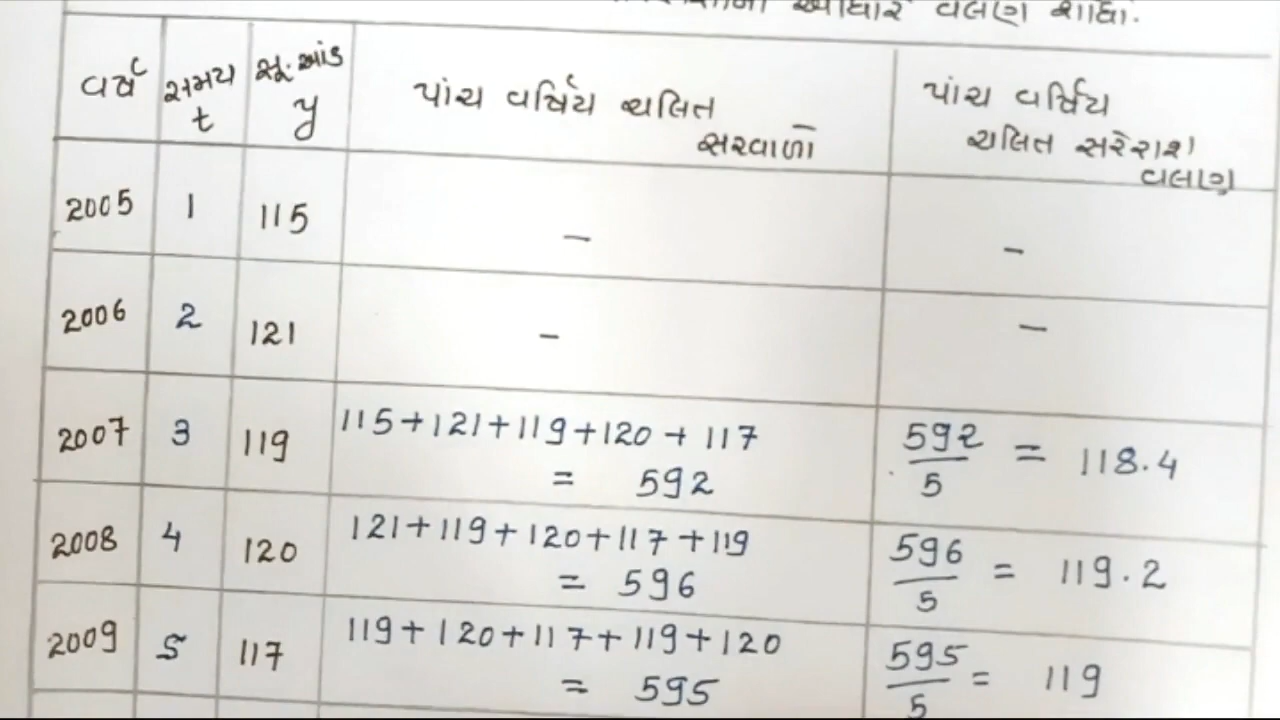 આધારે વલણ શોધો.
વર્ષ સમય t સૂ.આંક y પાંચ વર્ષિય ચલિત સરવાળો પાંચ વર્ષિય ચલિત સરેરાશ વલણ
2005 1 115 – –
2006 2 121 – –
2007 3 119 115+121+119+120+117 = 592 592/5 = 118.4
2008 4 120 121+119+120+117+119 = 596 596/5 = 119.2
2009 5 117 119+120+117+119+120 = 595 595/5 = 119